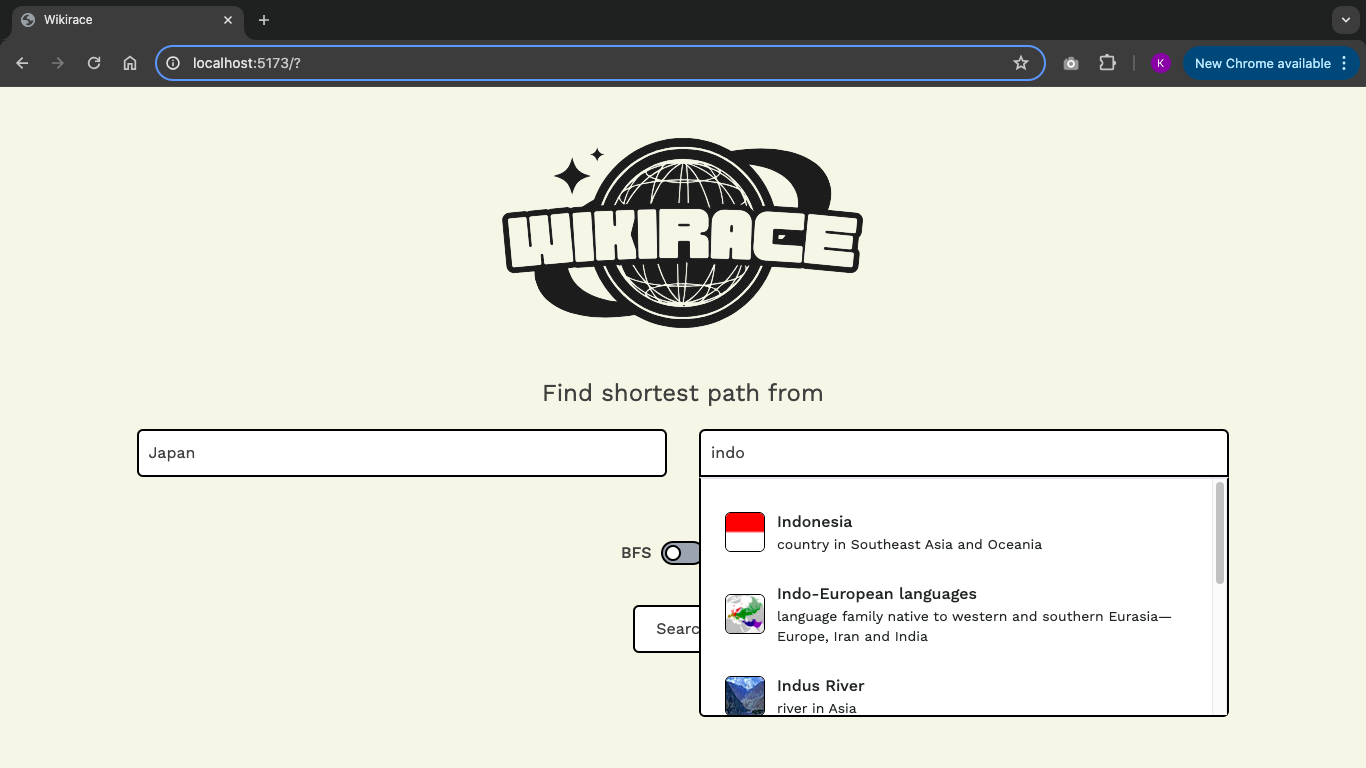 Wikirace
localhost:5173/?
K
New Chrome available
WIKIRACE
Find shortest path from
Japan
indo
Indonesia
country in Southeast Asia and Oceania
BFS
Indo-European languages
language family native to western and southern Eurasia—
Europe, Iran and India
Searc
Indus River
river in Asia